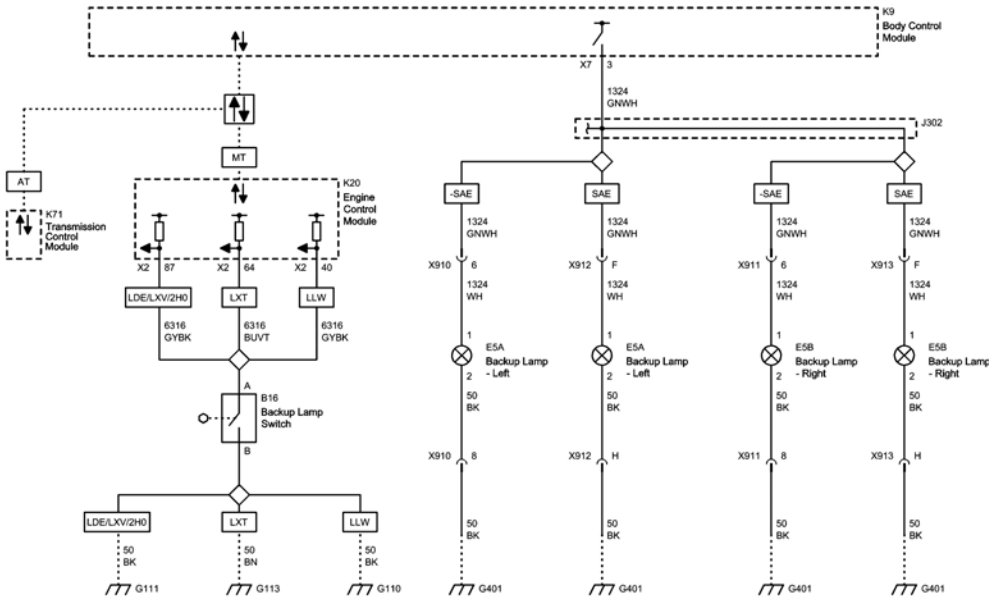 K9
Body Control
Module
X7 3
1324
GNWH
J302
MT
AT
K71
Transmission
Control
Module
K20
Engine
Control
Module
X2 87
X2 64
X2 40
LDE/LXV/2H0
LXT
LLW
6316
GYBK
6316
BUVT
6316
GYBK
A
B16
Backup Lamp
Switch
B
LDE/LXV/2H0
LXT
LLW
50
BK
50
BN
50
BK
G111
G113
G110
-SAE
SAE
-SAE
SAE
1324
GNWH
1324
GNWH
1324
GNWH
1324
GNWH
X910 6
X912 F
X911 6
X913 F
1324
WH
1324
WH
1324
WH
1324
WH
1
E5A
Backup Lamp
- Left
2
1
E5A
Backup Lamp
- Left
2
1
E5B
Backup Lamp
- Right
2
1
E5B
Backup Lamp
- Right
2
50
BK
50
BK
50
BK
50
BK
X910 8
X912 H
X911 8
X913 H
50
BK
50
BK
50
BK
50
BK
G401
G401
G401
G401